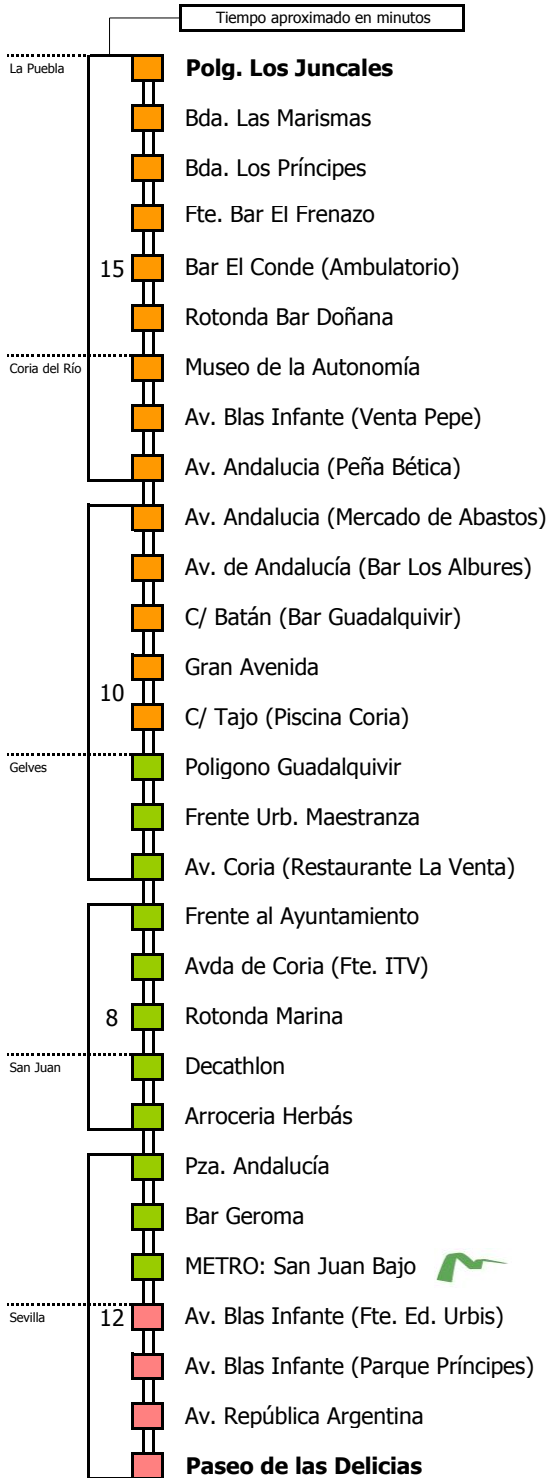 Tiempo aproximado en minutos
La Puebla
Polg. Los Juncales
Bda. Las Marismas
Bda. Los Príncipes
Fte. Bar El Frenazo
15
Bar El Conde (Ambulatorio)
Rotonda Bar Doñana
Coria del Río
Museo de la Autonomía
Av. Blas Infante (Venta Pepe)
Av. Andalucia (Peña Bética)
Av. Andalucia (Mercado de Abastos)
Av. de Andalucía (Bar Los Albures)
C/ Batán (Bar Guadalquivir)
Gran Avenida
10
C/ Tajo (Piscina Coria)
Gelves
Poligono Guadalquivir
Frente Urb. Maestranza
Av. Coria (Restaurante La Venta)
Frente al Ayuntamiento
Avda de Coria (Fte. ITV)
8
Rotonda Marina
San Juan
Decathlon
Arroceria Herbás
Pza. Andalucía
Bar Geroma
METRO: San Juan Bajo
Sevilla
12
Av. Blas Infante (Fte. Ed. Urbis)
Av. Blas Infante (Parque Príncipes)
Av. República Argentina
Paseo de las Delicias